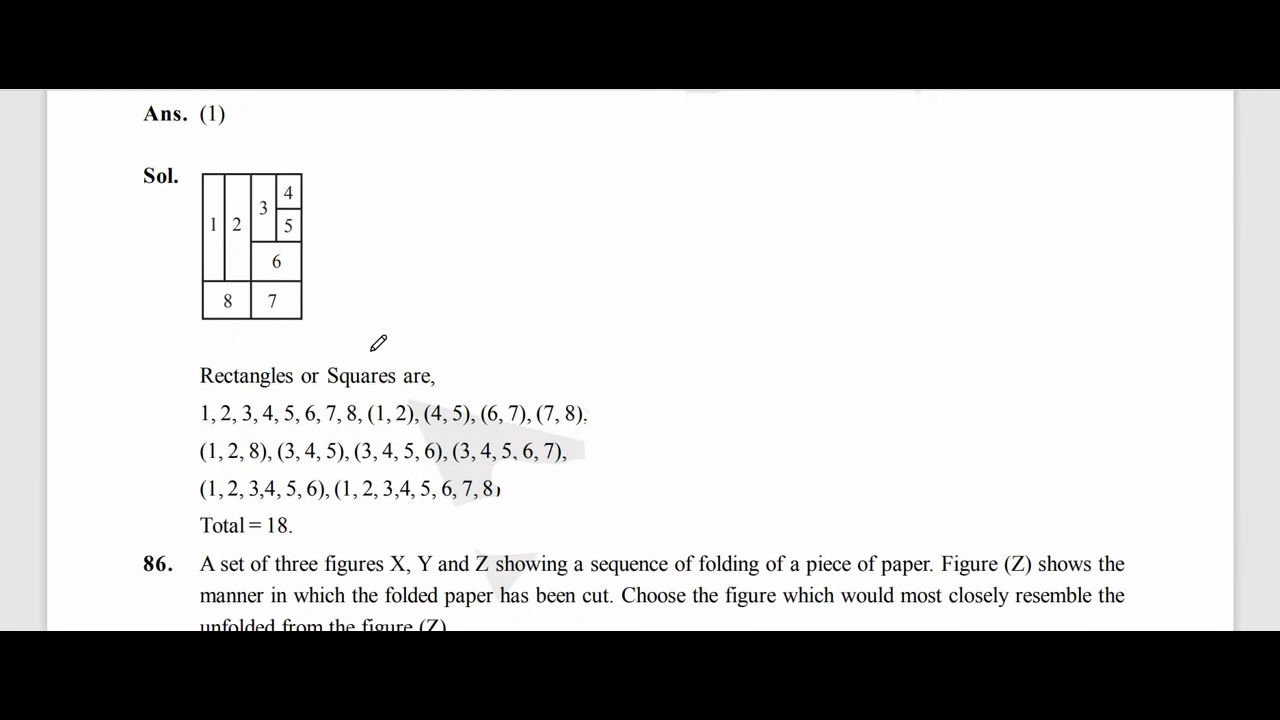 Ans. (1)
Sol.
4
3
1 2 5
6
8 7
Rectangles or Squares are,
1, 2, 3, 4, 5, 6, 7, 8, (1, 2), (4, 5), (6, 7), (7, 8),
(1, 2, 8), (3, 4, 5), (3, 4, 5, 6), (3, 4, 5, 6, 7),
(1, 2, 3,4, 5, 6), (1, 2, 3,4, 5, 6, 7, 8)
Total = 18.
86. A set of three figures X, Y and Z showing a sequence of folding of a piece of paper. Figure (Z) shows the
manner in which the folded paper has been cut. Choose the figure which would most closely resemble the
unfolded from the figure (Z)